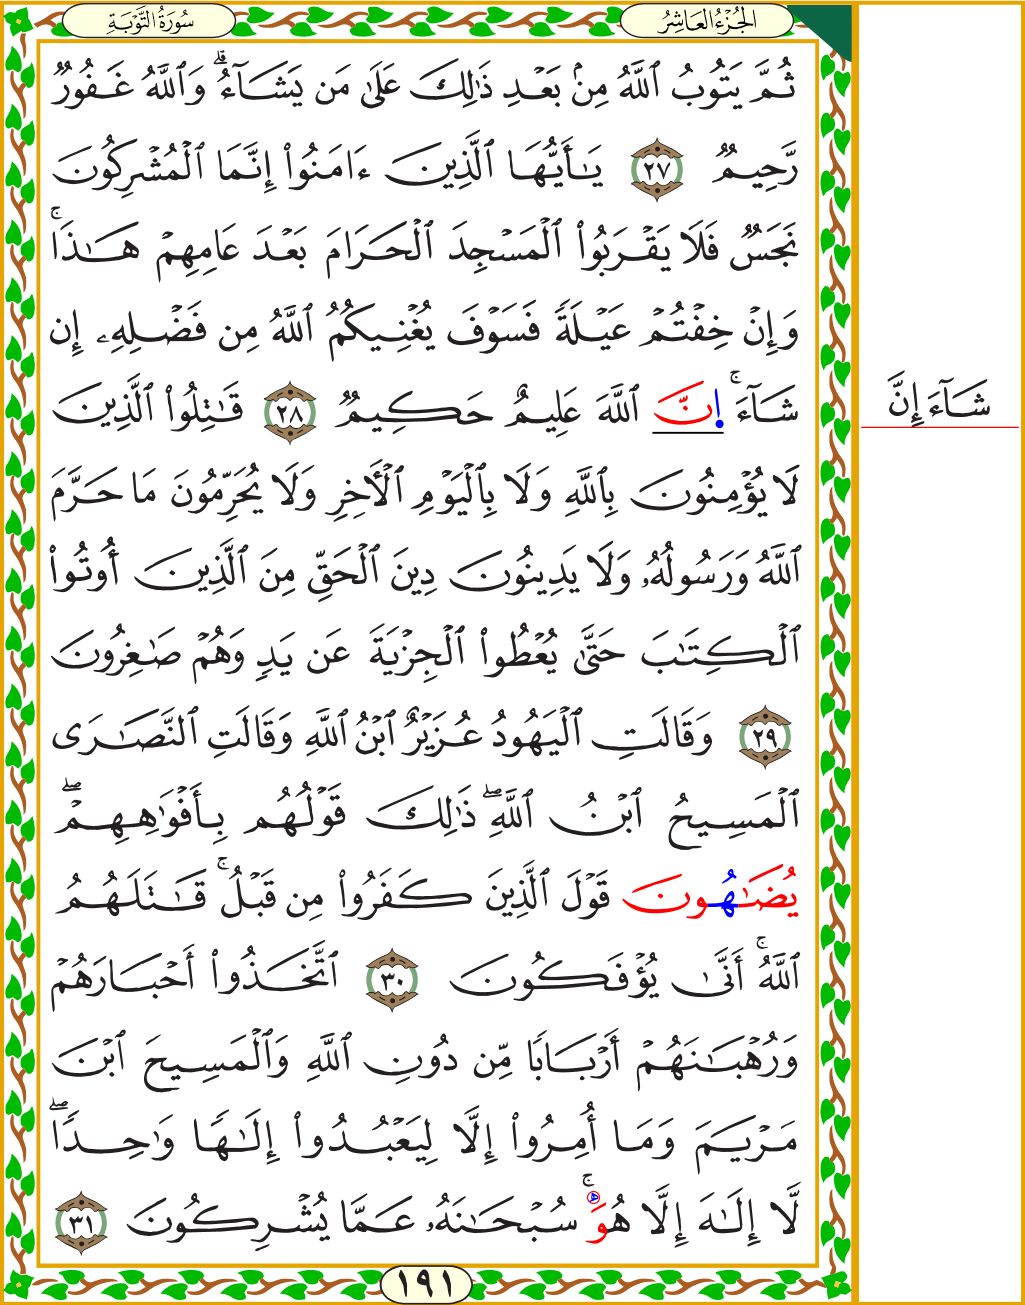 الجُزْءُ العَاشِرُ
سُورَةُ التَّوْبَةِ
ثُمَّ يَتُوبُ ٱللَّهُ مِنۢ بَعْدِ ذَٰلِكَ عَلَىٰ مَن يَشَآءُۗ وَٱللَّهُ غَفُورٌ
رَّحِيمٌ ٢٧ يَـٰٓأَيُّهَا ٱلَّذِينَ ءَامَنُوا۟ إِنَّمَا ٱلْمُشْرِكُونَ
نَجَسٌ فَلَا يَقْرَبُوا۟ ٱلْمَسْجِدَ ٱلْحَرَامَ بَعْدَ عَامِهِمْ هَـٰذَاۚ
وَإِنْ خِفْتُمْ عَيْلَةً فَسَوْفَ يُغْنِيكُمُ ٱللَّهُ مِن فَضْلِهِۦ إِن
شَآءَۚ اِنَّ ٱللَّهَ عَلِيمٌ حَكِيمٌ ٢٨ قَـٰتِلُوا۟ ٱلَّذِينَ
شَآءَ إِنَّ
لَا يُؤْمِنُونَ بِٱللَّهِ وَلَا بِٱلْيَوْمِ ٱلْأَخِرِ وَلَا يُحَرِّمُونَ مَا حَرَّمَ
ٱللَّهُ وَرَسُولُهُۥ وَلَا يَدِينُونَ دِينَ ٱلْحَقِّ مِنَ ٱلَّذِينَ أُوتُوا۟
ٱلْكِتَـٰبَ حَتَّىٰ يُعْطُوا۟ ٱلْجِزْيَةَ عَن يَدٍ وَهُمْ صَـٰغِرُونَ
٢٩ وَقَالَتِ ٱلْيَهُودُ عُزَيْرٌ ٱبْنُ ٱللَّهِ وَقَالَتِ ٱلنَّصَـٰرَى
ٱلْمَسِيحُ ٱبْنُ ٱللَّهِۖ ذَٰلِكَ قَوْلُهُم بِأَفْوَٰهِهِمْۖ
يُضَـٰهُونَ قَوْلَ ٱلَّذِينَ كَفَرُوا۟ مِن قَبْلُۚ قَـٰتَلَهُمُ
ٱللَّهُۚ أَنَّىٰ يُؤْفَكُونَ ٣٠ ٱتَّخَذُوا۟ أَحْبَارَهُمْ
وَرُهْبَـٰنَهُمْ أَرْبَابًا مِّن دُونِ ٱللَّهِ وَٱلْمَسِيحَ ٱبْنَ
مَرْيَمَ وَمَا أُمِرُوا۟ إِلَّا لِيَعْبُدُوا۟ إِلَـٰهًا وَٰحِدًاۖ
لَّا إِلَـٰهَ إِلَّا هُوَۚ ه سُبْحَـٰنَهُۥ عَمَّا يُشْرِكُونَ ٣١
١٩١